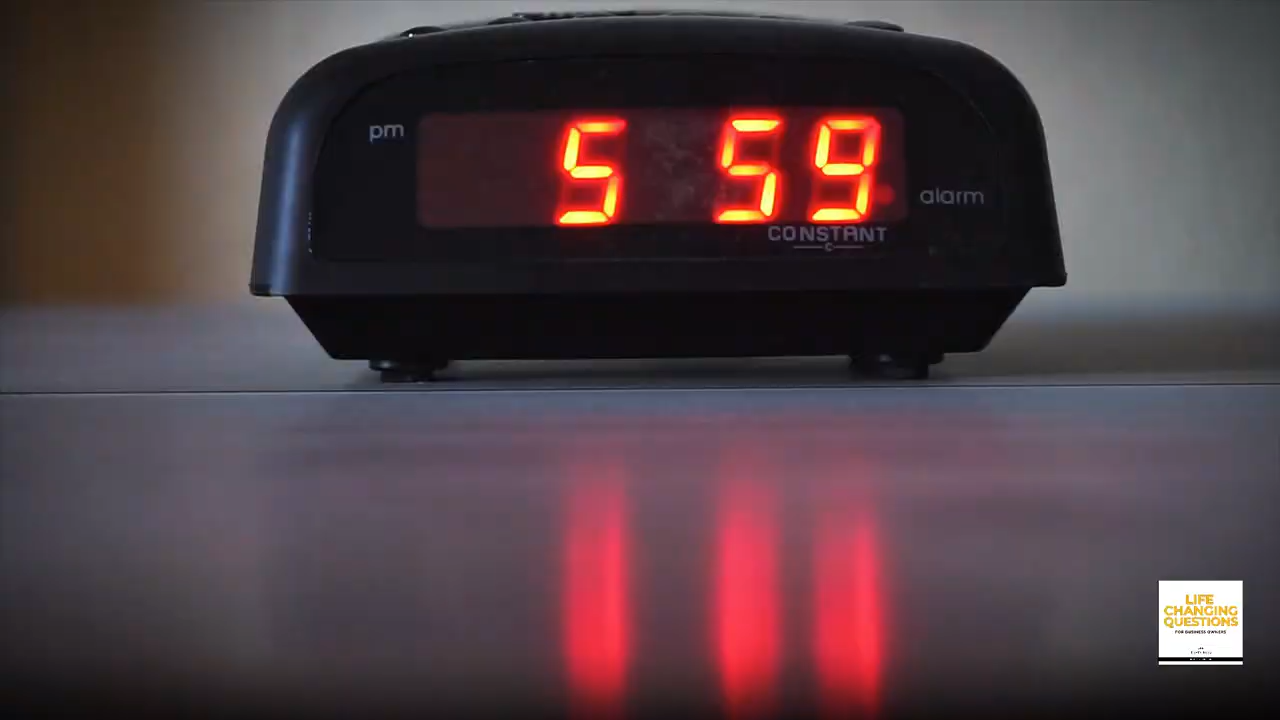 pm
5 59
alarm
CONSTANT
C
LIFE
CHANGING
QUESTIONS
FOR BUSINESS OWNERS